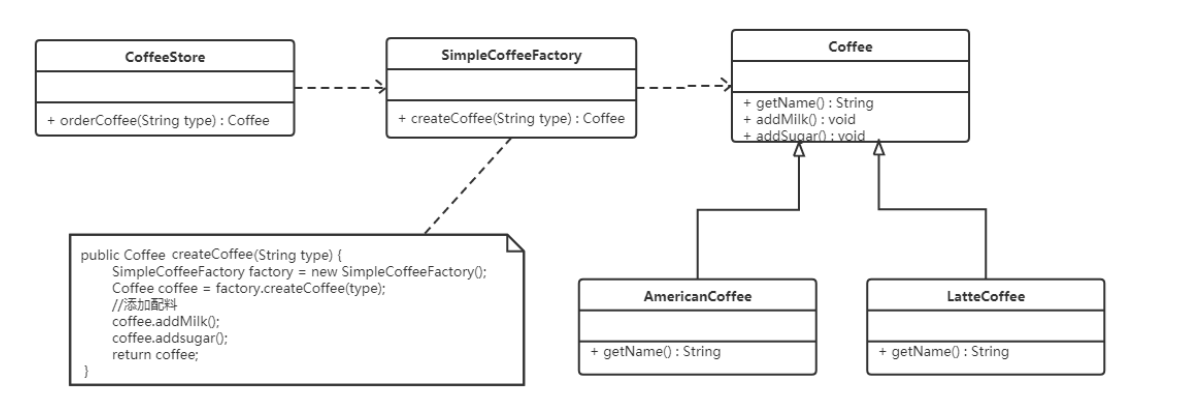 CoffeeStore
+ orderCoffee(String type) : Coffee
SimpleCoffeeFactory
+ createCoffee(String type) : Coffee
Coffee
+ getName() : String
+ addMilk() : void
+ addSugar() : void
public Coffee createCoffee(String type) {
SimpleCoffeeFactory factory = new SimpleCoffeeFactory();
Coffee coffee = factory.createCoffee(type);
//添加配料
coffee.addMilk();
coffee.addsugar();
return coffee;
}
AmericanCoffee
+ getName() : String
LatteCoffee
+ getName() : String